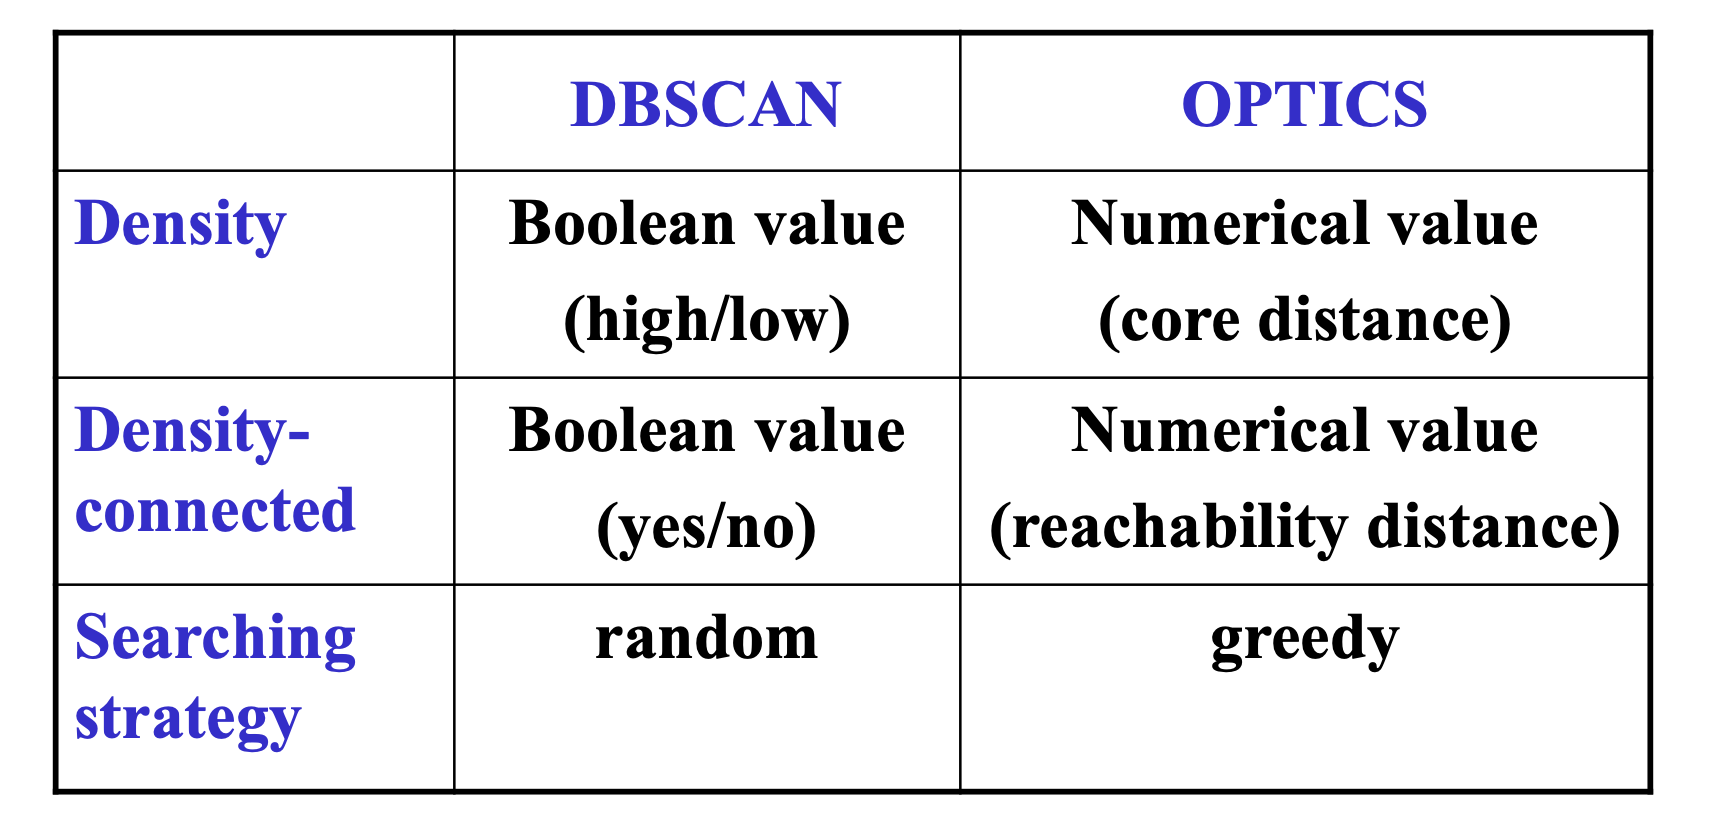 DBSCAN OPTICS
Density Boolean value Numerical value
(high/low) (core distance)
Density- Boolean value Numerical value
connected (yes/no) (reachability distance)
Searching random greedy
strategy